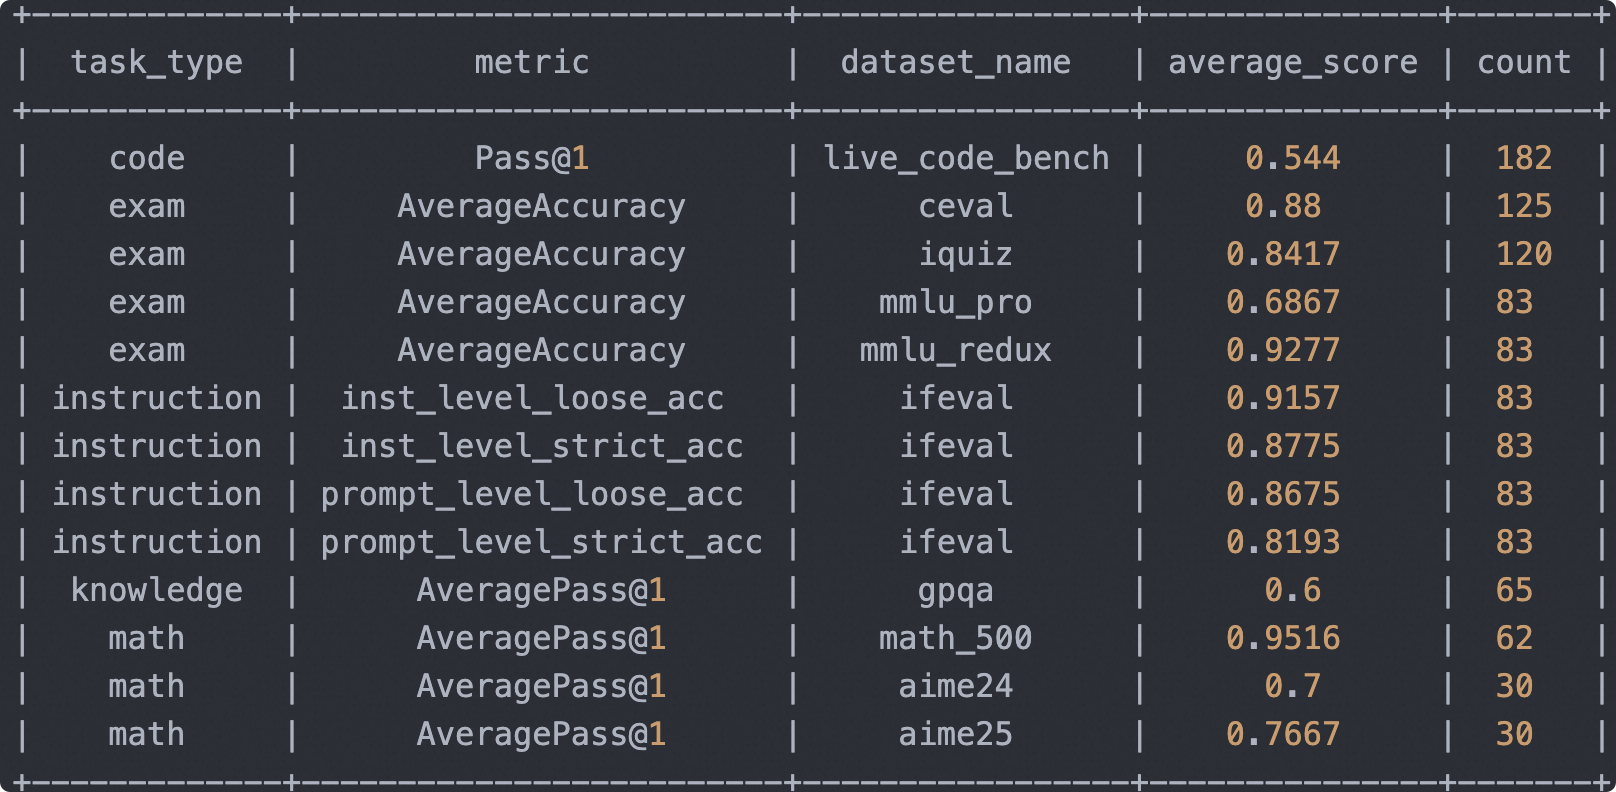 | task_type | metric | dataset_name | average_score | count |
| code | Pass@1 | live_code_bench | 0.544 | 182 |
| exam | AverageAccuracy | ceval | 0.88 | 125 |
| exam | AverageAccuracy | iquiz | 0.8417 | 120 |
| exam | AverageAccuracy | mmlu_pro | 0.6867 | 83 |
| exam | AverageAccuracy | mmlu_redux | 0.9277 | 83 |
| instruction | inst_level_loose_acc | ifeval | 0.9157 | 83 |
| instruction | inst_level_strict_acc | ifeval | 0.8775 | 83 |
| instruction | prompt_level_loose_acc | ifeval | 0.8675 | 83 |
| instruction | prompt_level_strict_acc | ifeval | 0.8193 | 83 |
| knowledge | AveragePass@1 | gpqa | 0.6 | 65 |
| math | AveragePass@1 | math_500 | 0.9516 | 62 |
| math | AveragePass@1 | aime24 | 0.7 | 30 |
| math | AveragePass@1 | aime25 | 0.7667 | 30 |